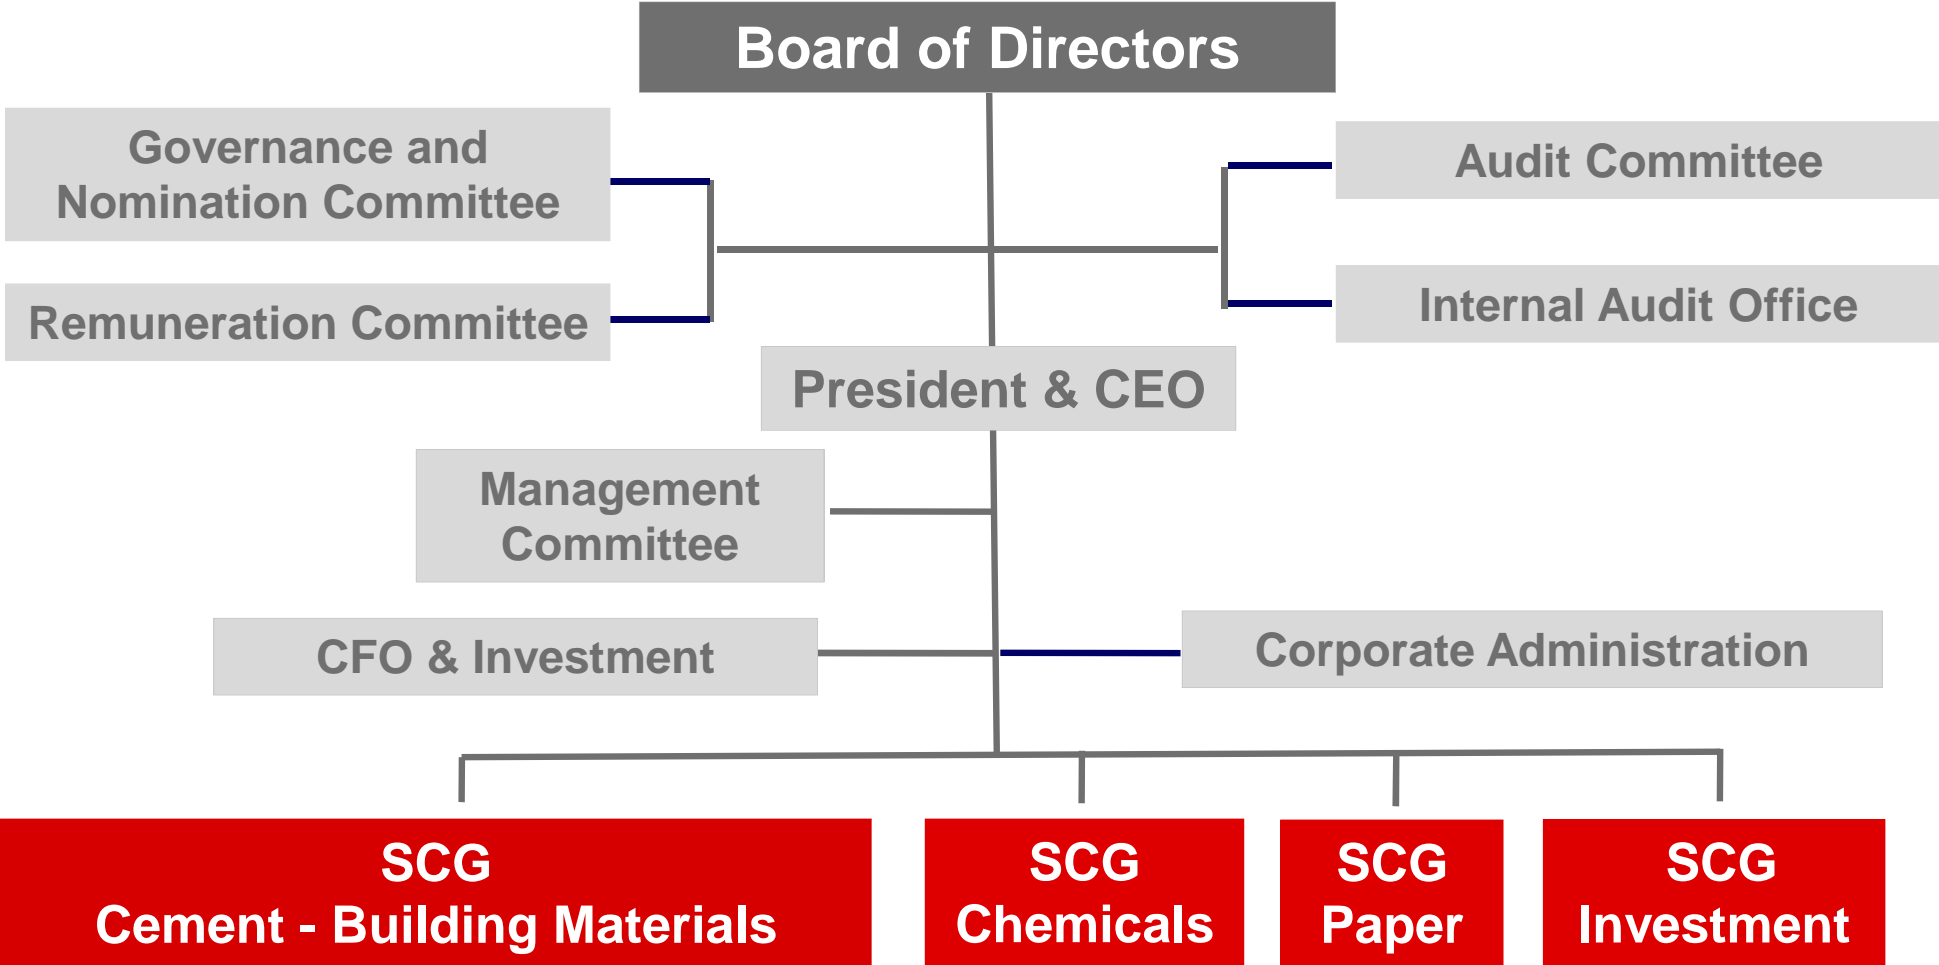 Board of Directors
Governance and
Nomination Committee
Audit Committee
Remuneration Committee
Internal Audit Office
President & CEO
Management
Committee
CFO & Investment
Corporate Administration
SCG
Cement - Building Materials
SCG
Chemicals
SCG
Paper
SCG
Investment